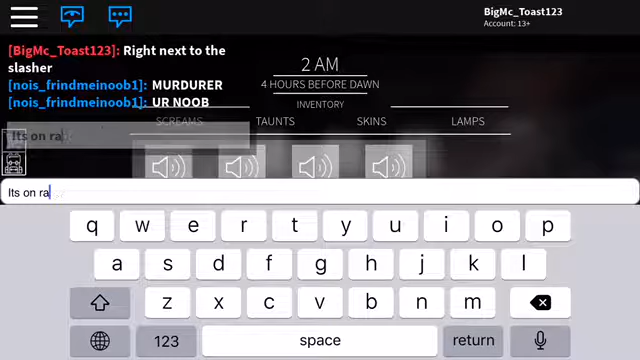 BigMc_Toast123
Account: 13+
[BigMc_Toast123]: Right next to the
slasher
[nois_frindmeinoob1]: MURDURER
[nois_frindmeinoob1]: UR NOOB
2 AM
4 HOURS BEFORE DAWN
INVENTORY
SCREAMS
TAUNTS
SKINS
LAMPS
Its on ra
Its on ra
q w e r t y u i o p
a s d f g h j k l
z x c v b n m
123 space return